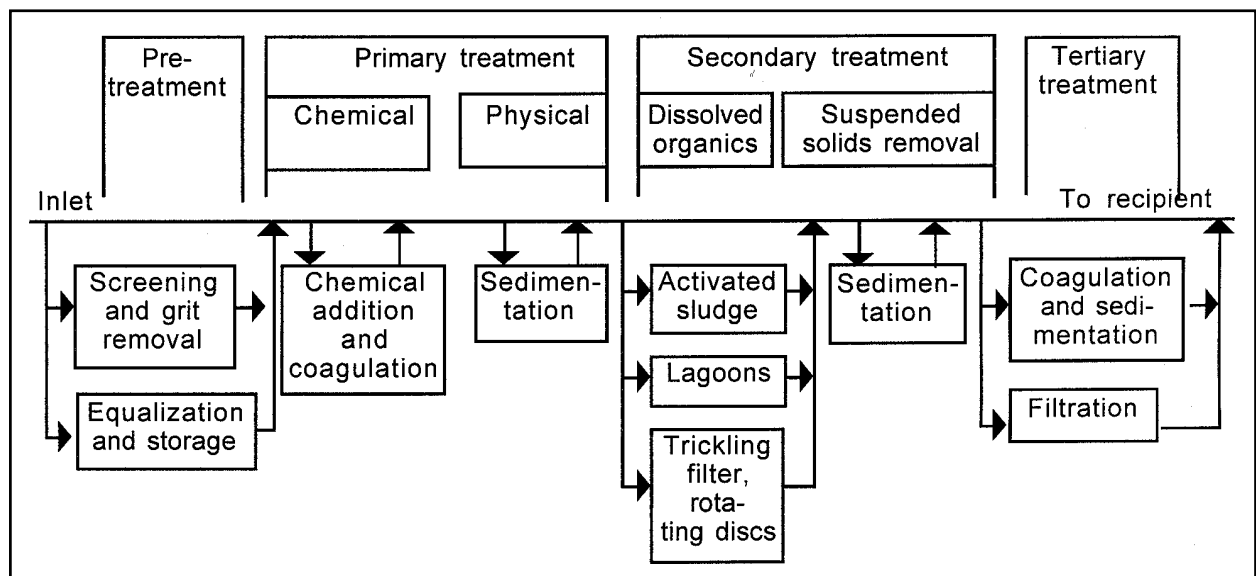 Pre-
treatment
Primary treatment
Chemical
Physical
Secondary treatment
Dissolved
organics
Suspended
solids removal
Tertiary
treatment
Inlet
To recipient
Screening
and grit
removal
Equalization
and storage
Chemical
addition
and
coagulation
Sedimen-
tation
Activated
sludge
Lagoons
Trickling
filter,
rota-
ting discs
Sedimen-
tation
Coagulation
and sedi-
mentation
Filtration